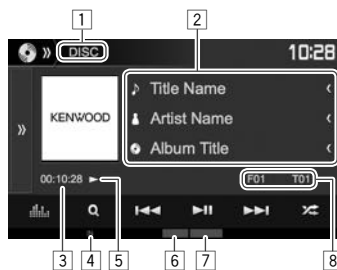 1 2
» DISC 10:28
Title Name
KENWOOD
Artist Name
Album Title
00:10:28 F01 T01
IN
3 4 5 6 7 8